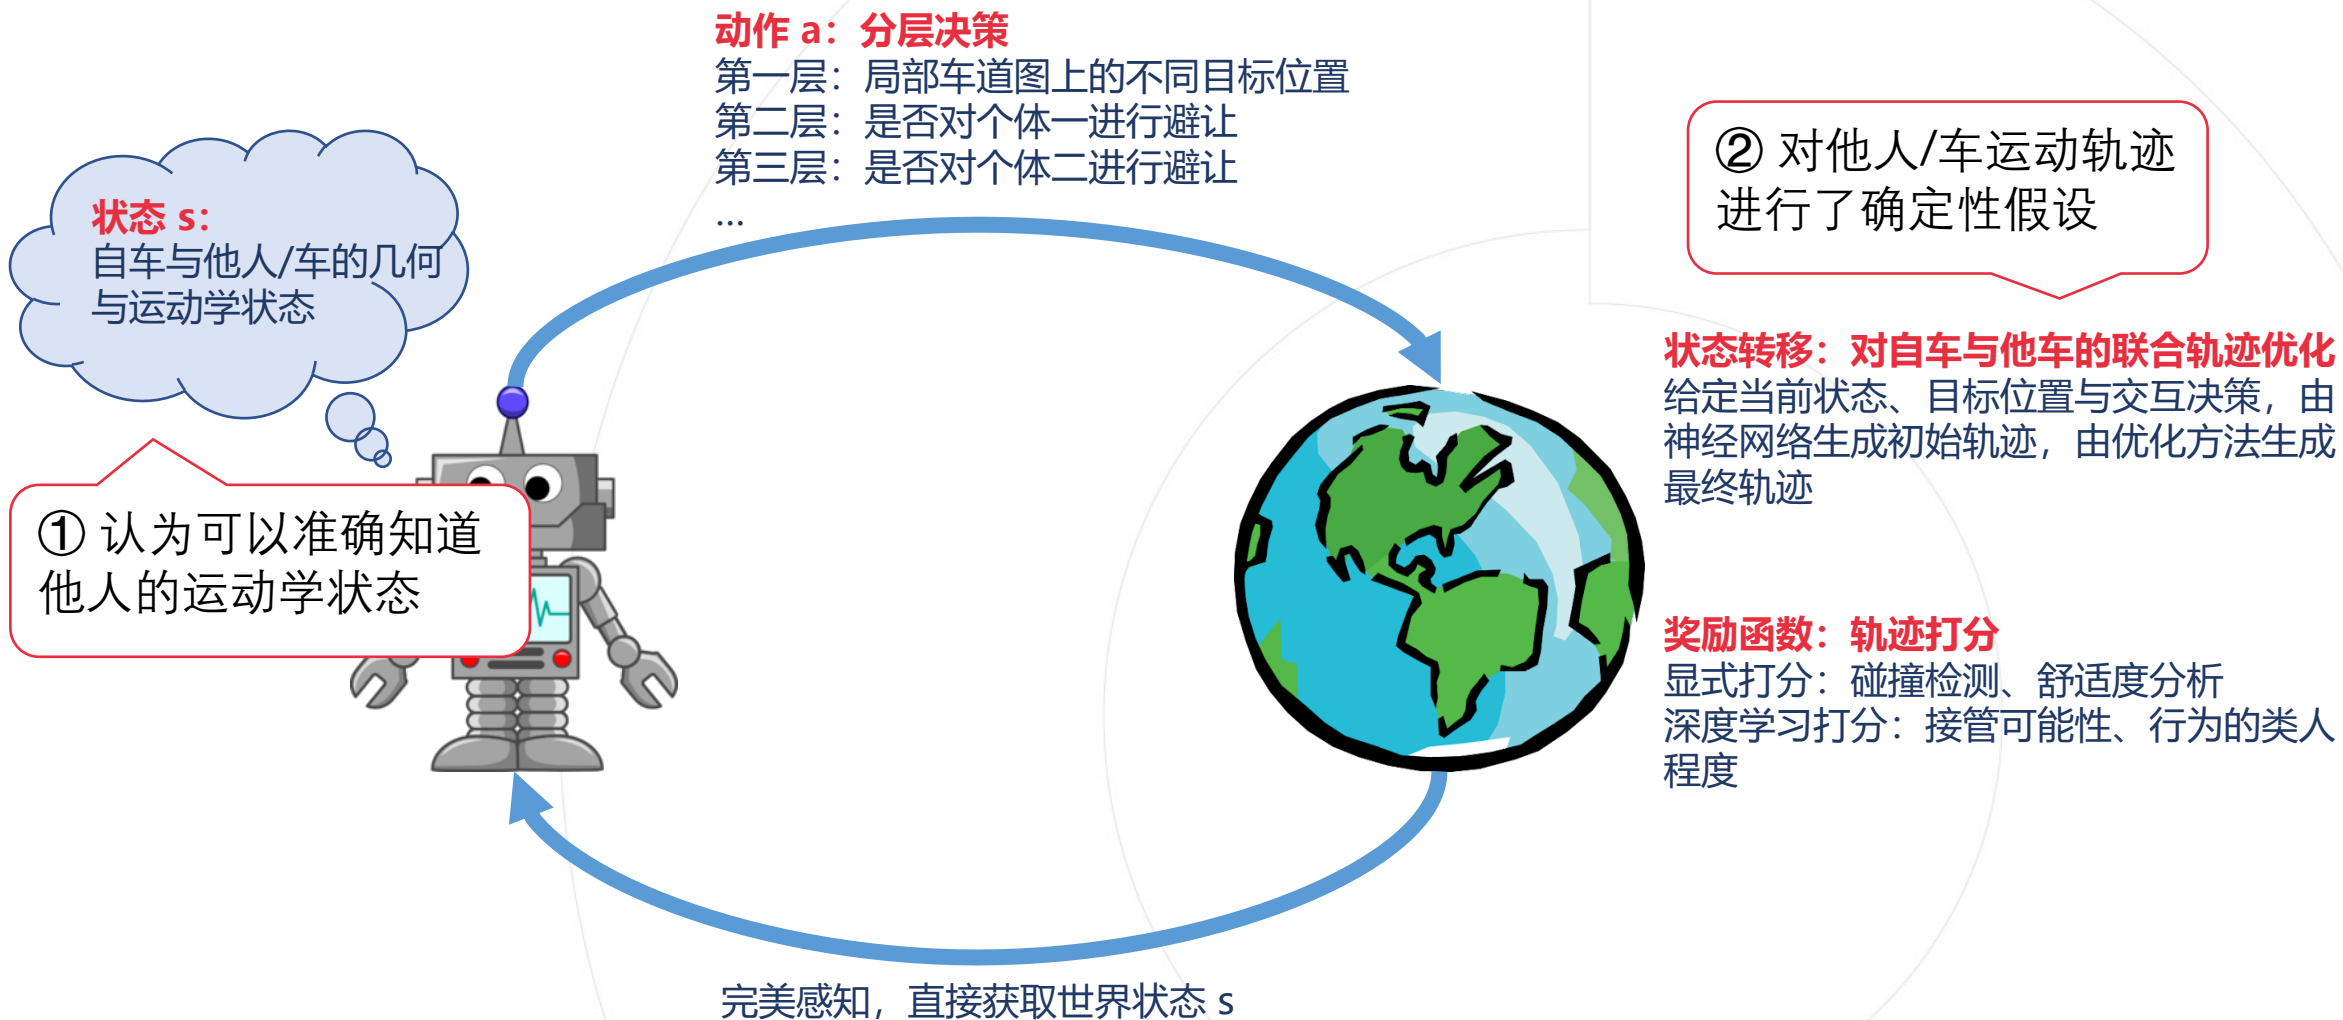 动作 a：分层决策
第一层：局部车道图上的不同目标位置
第二层：是否对个体一进行避让
第三层：是否对个体二进行避让
...
状态 s：
自车与他人/车的几何
与运动学状态
① 认为可以准确知道
他人的运动学状态
② 对他人/车运动轨迹
进行了确定性假设
状态转移：对自车与他车的联合轨迹优化
给定当前状态、目标位置与交互决策，由
神经网络生成初始轨迹，由优化方法生成
最终轨迹
奖励函数：轨迹打分
显式打分：碰撞检测、舒适度分析
深度学习打分：接管可能性、行为的类人
程度
完美感知，直接获取世界状态 s